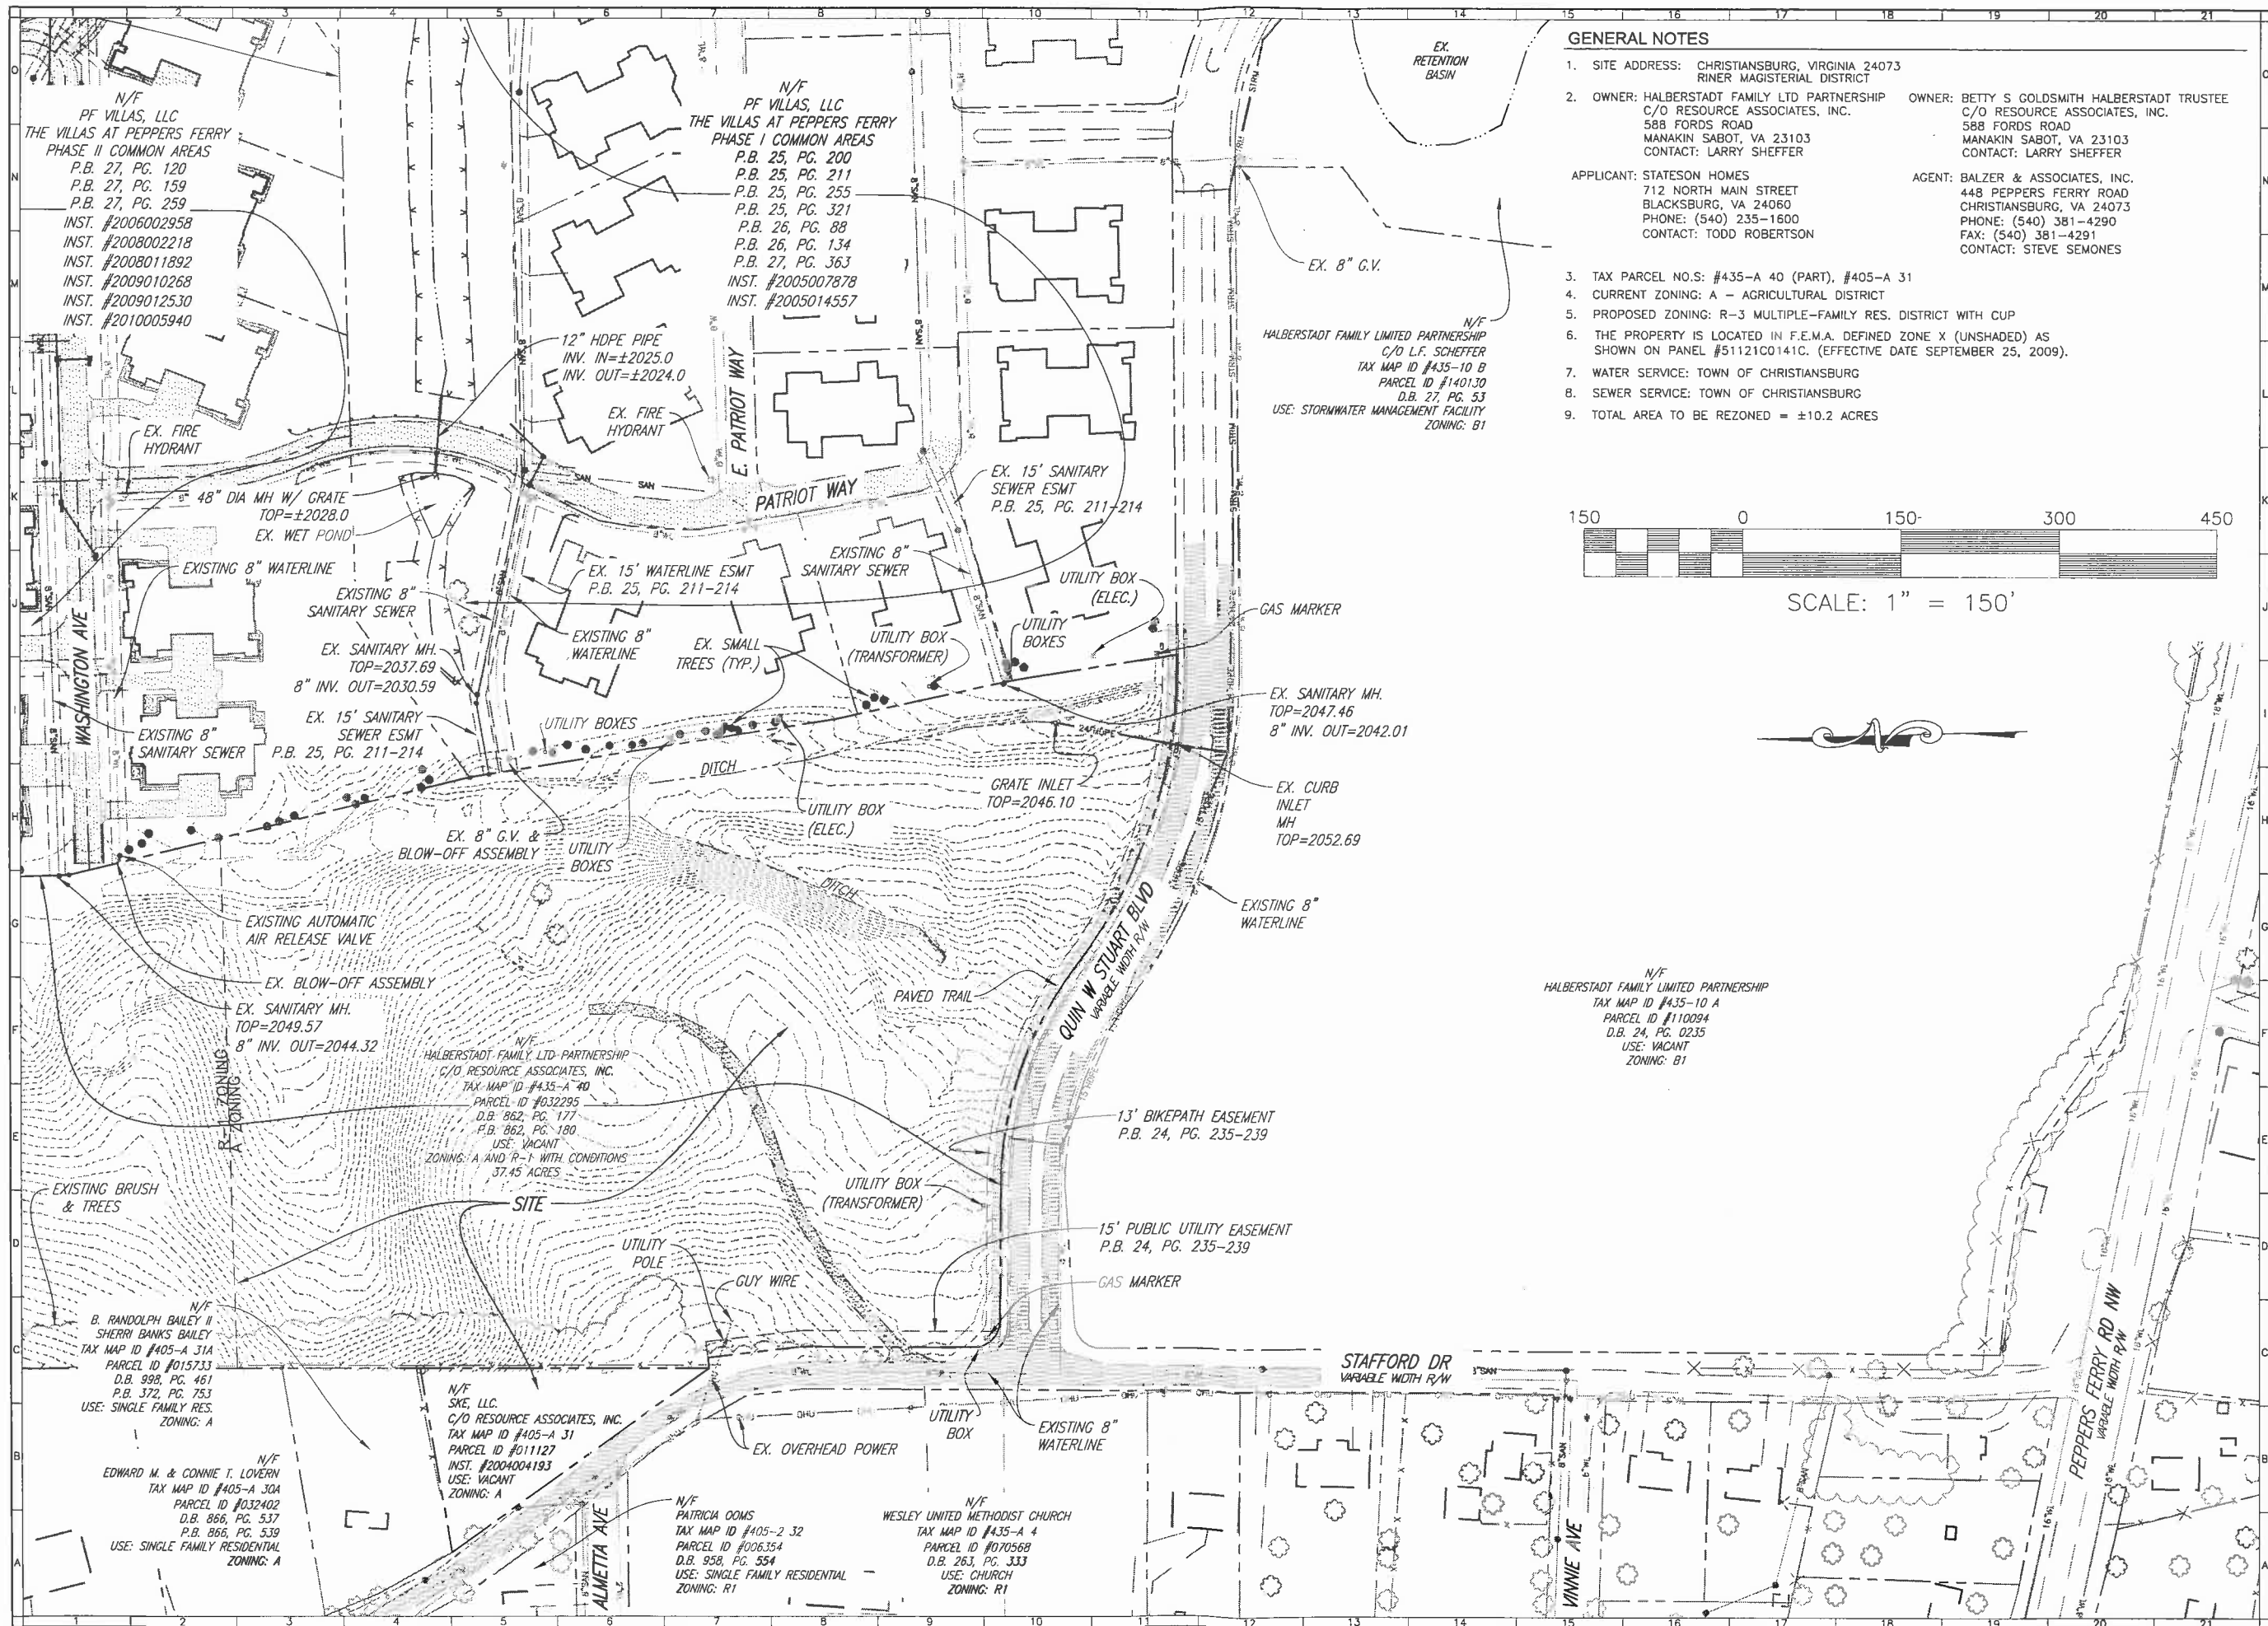 GENERAL NOTES
1. SITE ADDRESS: CHRISTIANSBURG, VIRGINIA 24073
RINER MAGISTERIAL DISTRICT
2. OWNER: HALBERSTADT FAMILY LTD PARTNERSHIP
C/O RESOURCE ASSOCIATES, INC.
588 FORDS ROAD
MANAKIN SABOT, VA 23103
CONTACT: LARRY SHEFFER
OWNER: BETTY S GOLDSMITH HALBERSTADT TRUSTEE
C/O RESOURCE ASSOCIATES, INC.
588 FORDS ROAD
MANAKIN SABOT, VA 23103
CONTACT: LARRY SHEFFER
APPLICANT: STATESON HOMES
712 NORTH MAIN STREET
BLACKSBURG, VA 24060
PHONE: (540) 235-1600
CONTACT: TODD ROBERTSON
AGENT: BALZER & ASSOCIATES, INC.
448 PEPPERS FERRY ROAD
CHRISTIANSBURG, VA 24073
PHONE: (540) 381-4290
FAX: (540) 381-4291
CONTACT: STEVE SEMONES
3. TAX PARCEL NO.S: #435-A 40 (PART), #405-A 31
4. CURRENT ZONING: A - AGRICULTURAL DISTRICT
5. PROPOSED ZONING: R-3 MULTIPLE-FAMILY RES. DISTRICT WITH CUP
6. THE PROPERTY IS LOCATED IN F.E.M.A. DEFINED ZONE X (UNSHADED) AS
SHOWN ON PANEL #51121C0141C. (EFFECTIVE DATE SEPTEMBER 25, 2009).
7. WATER SERVICE: TOWN OF CHRISTIANSBURG
8. SEWER SERVICE: TOWN OF CHRISTIANSBURG
9. TOTAL AREA TO BE REZONED = ±10.2 ACRES
150 0 150 300 450
SCALE: 1" = 150'
N
N/F
PF VILLAS, LLC
THE VILLAS AT PEPPERS FERRY
PHASE II COMMON AREAS
P.B. 27, PG. 120
P.B. 27, PG. 159
P.B. 27, PG. 259
INST. #2006002958
INST. #2008002218
INST. #2008011892
INST. #2009010268
INST. #2009012530
INST. #2010005940
N/F
PF VILLAS, LLC
THE VILLAS AT PEPPERS FERRY
PHASE I COMMON AREAS
P.B. 25, PG. 200
P.B. 25, PG. 211
P.B. 25, PG. 255
P.B. 25, PG. 321
P.B. 26, PG. 88
P.B. 26, PG. 134
P.B. 27, PG. 363
INST. #2005007878
INST. #2005014557
EX.
RETENTION
BASIN
EX. 8" G.V.
N/F
HALBERSTADT FAMILY LIMITED PARTNERSHIP
C/O L.F. SCHEFFER
TAX MAP ID #435-10 B
PARCEL ID #140130
D.B. 27, PG. 53
USE: STORMWATER MANAGEMENT FACILITY
ZONING: B1
12" HDPE PIPE
INV. IN=±2025.0
INV. OUT=±2024.0
EX. FIRE
HYDRANT
EX. FIRE
HYDRANT
E. PATRIOT WAY
PATRIOT WAY
48" DIA MH W/ GRATE
TOP=±2028.0
EX. WET POND
EX. 15' SANITARY
SEWER ESMT
P.B. 25, PG. 211-214
EXISTING 8" WATERLINE
EXISTING 8"
SANITARY SEWER
EX. 15' WATERLINE ESMT
P.B. 25, PG. 211-214
EXISTING 8"
SANITARY SEWER
UTILITY BOX
(ELEC.)
GAS MARKER
WASHINGTON AVE
EX. SANITARY MH.
TOP=2037.69
8" INV. OUT=2030.59
EXISTING 8"
WATERLINE
EX. SMALL
TREES (TYP.)
UTILITY BOX
(TRANSFORMER)
UTILITY
BOXES
EX. 15' SANITARY
SEWER ESMT
P.B. 25, PG. 211-214
EXISTING 8"
SANITARY SEWER
UTILITY BOXES
EX. SANITARY MH.
TOP=2047.46
8" INV. OUT=2042.01
DITCH
GRATE INLET
TOP=2046.10
EX. CURB
INLET
MH
TOP=2052.69
UTILITY BOX
(ELEC.)
EX. 8" G.V. &
BLOW-OFF ASSEMBLY
UTILITY
BOXES
DITCH
EXISTING 8"
WATERLINE
EXISTING AUTOMATIC
AIR RELEASE VALVE
EX. BLOW-OFF ASSEMBLY
PAVED TRAIL
QUIN W STUART BLVD
VARIABLE WIDTH R/W
EX. SANITARY MH.
TOP=2049.57
8" INV. OUT=2044.32
R-1 ZONING
A ZONING
N/F
HALBERSTADT FAMILY LTD PARTNERSHIP
C/O RESOURCE ASSOCIATES, INC.
TAX MAP ID #435-A 40
PARCEL ID #032295
D.B. 862, PG. 177
P.B. 862, PG. 180
USE: VACANT
ZONING: A AND R-1 WITH CONDITIONS
37.45 ACRES
N/F
HALBERSTADT FAMILY LIMITED PARTNERSHIP
TAX MAP ID #435-10 A
PARCEL ID #110094
D.B. 24, PG. 0235
USE: VACANT
ZONING: B1
13' BIKEPATH EASEMENT
P.B. 24, PG. 235-239
EXISTING BRUSH
& TREES
SITE
UTILITY BOX
(TRANSFORMER)
15' PUBLIC UTILITY EASEMENT
P.B. 24, PG. 235-239
UTILITY
POLE
GUY WIRE
GAS MARKER
N/F
B. RANDOLPH BAILEY II
SHERRI BANKS BAILEY
TAX MAP ID #405-A 31A
PARCEL ID #015733
D.B. 998, PG. 461
P.B. 372, PG. 753
USE: SINGLE FAMILY RES.
ZONING: A
N/F
SKE, LLC.
C/O RESOURCE ASSOCIATES, INC.
TAX MAP ID #405-A 31
PARCEL ID #011127
INST. #2004004193
USE: VACANT
ZONING: A
STAFFORD DR
VARIABLE WIDTH R/W
PEPPERS FERRY RD NW
VARIABLE WIDTH R/W
UTILITY
BOX
EXISTING 8"
WATERLINE
EX. OVERHEAD POWER
N/F
EDWARD M. & CONNIE T. LOVERN
TAX MAP ID #405-A 30A
PARCEL ID #032402
D.B. 866, PG. 537
P.B. 866, PG. 539
USE: SINGLE FAMILY RESIDENTIAL
ZONING: A
ALMETTA AVE
N/F
PATRICIA OOMS
TAX MAP ID #405-2 32
PARCEL ID #006354
D.B. 958, PG. 554
USE: SINGLE FAMILY RESIDENTIAL
ZONING: R1
N/F
WESLEY UNITED METHODIST CHURCH
TAX MAP ID #435-A 4
PARCEL ID #070568
D.B. 263, PG. 333
USE: CHURCH
ZONING: R1
VINNIE AVE